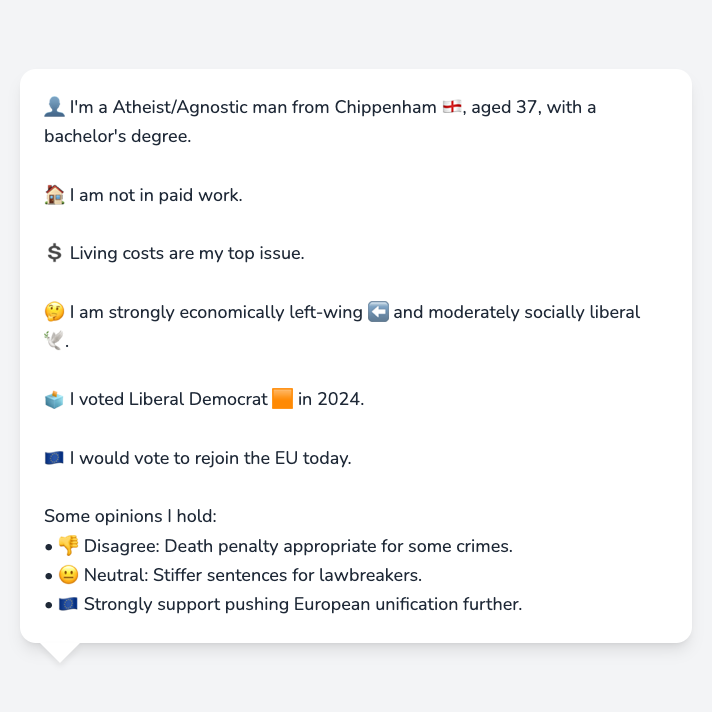 👤 I'm a Atheist/Agnostic man from Chippenham 🏴󠁧󠁢󠁥󠁮󠁧󠁿, aged 37, with a
bachelor's degree.
🏠 I am not in paid work.
💲 Living costs are my top issue.
🤔 I am strongly economically left-wing ⬅️ and moderately socially liberal
🕊️.
🗳️ I voted Liberal Democrat 🟧 in 2024.
🇪🇺 I would vote to rejoin the EU today.
Some opinions I hold:
• 👎 Disagree: Death penalty appropriate for some crimes.
• 😐 Neutral: Stiffer sentences for lawbreakers.
• 🇪🇺 Strongly support pushing European unification further.